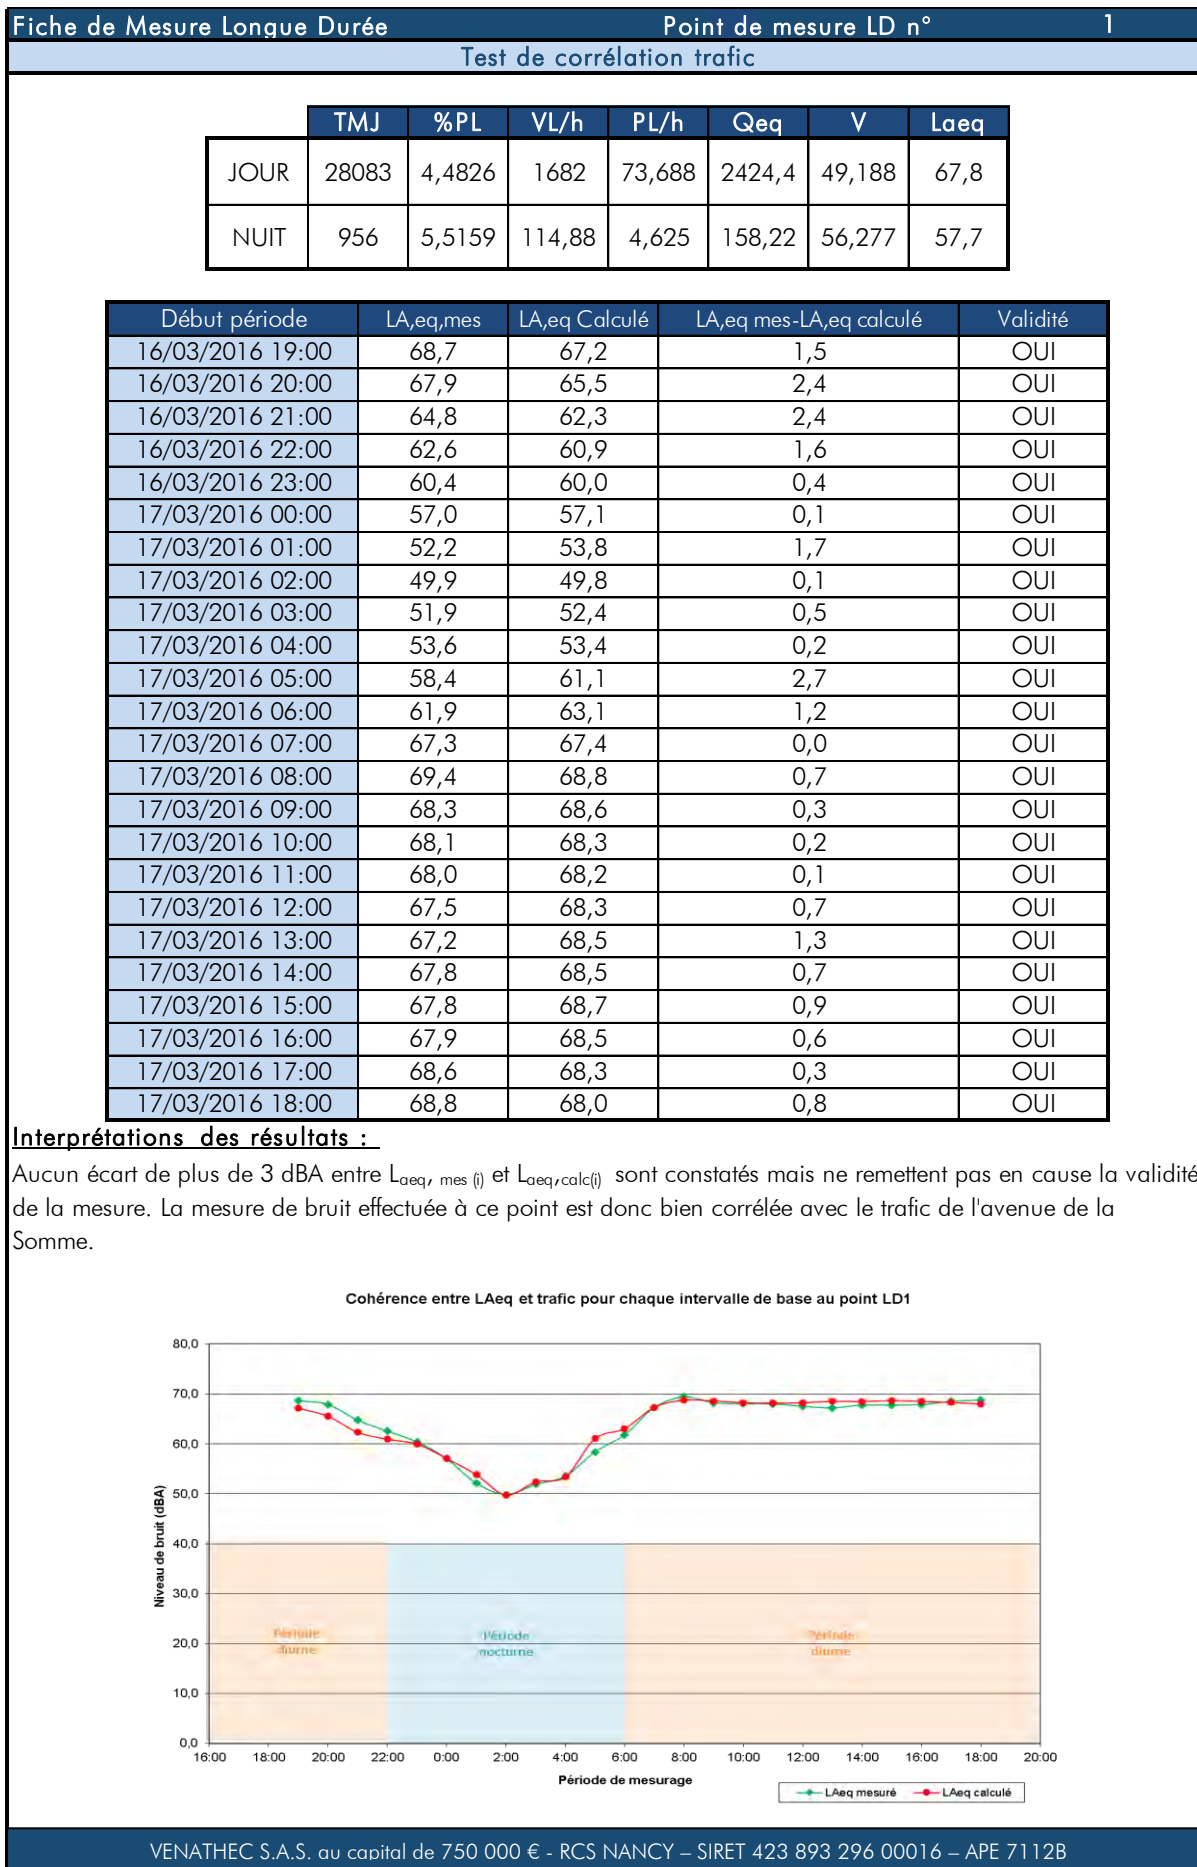 Fiche de Mesure Longue Durée Point de mesure LD n° 1
Test de corrélation trafic
TMJ %PL VL/h PL/h Qeq V Laeq
JOUR 28083 4,4826 1682 73,688 2424,4 49,188 67,8
NUIT 956 5,5159 114,88 4,625 158,22 56,277 57,7
Début période LA,eq,mes LA,eq Calculé LA,eq mes-LA,eq calculé Validité
16/03/2016 19:00 68,7 67,2 1,5 OUI
16/03/2016 20:00 67,9 65,5 2,4 OUI
16/03/2016 21:00 64,8 62,3 2,4 OUI
16/03/2016 22:00 62,6 60,9 1,6 OUI
16/03/2016 23:00 60,4 60,0 0,4 OUI
17/03/2016 00:00 57,0 57,1 0,1 OUI
17/03/2016 01:00 52,2 53,8 1,7 OUI
17/03/2016 02:00 49,9 49,8 0,1 OUI
17/03/2016 03:00 51,9 52,4 0,5 OUI
17/03/2016 04:00 53,6 53,4 0,2 OUI
17/03/2016 05:00 58,4 61,1 2,7 OUI
17/03/2016 06:00 61,9 63,1 1,2 OUI
17/03/2016 07:00 67,3 67,4 0,0 OUI
17/03/2016 08:00 69,4 68,8 0,7 OUI
17/03/2016 09:00 68,3 68,6 0,3 OUI
17/03/2016 10:00 68,1 68,3 0,2 OUI
17/03/2016 11:00 68,0 68,2 0,1 OUI
17/03/2016 12:00 67,5 68,3 0,7 OUI
17/03/2016 13:00 67,2 68,5 1,3 OUI
17/03/2016 14:00 67,8 68,5 0,7 OUI
17/03/2016 15:00 67,8 68,7 0,9 OUI
17/03/2016 16:00 67,9 68,5 0,6 OUI
17/03/2016 17:00 68,6 68,3 0,3 OUI
17/03/2016 18:00 68,8 68,0 0,8 OUI
Interprétations des résultats :
Aucun écart de plus de 3 dBA entre Laeq, mes (i) et Laeq,calc(i) sont constatés mais ne remettent pas en cause la validité
de la mesure. La mesure de bruit effectuée à ce point est donc bien corrélée avec le trafic de l'avenue de la
Somme.
Cohérence entre LAeq et trafic pour chaque intervalle de base au point LD1
Niveau de bruit (dBA)
80,0
70,0
60,0
50,0
40,0
30,0
20,0
10,0
0,0
Période diurne
Période nocturne
Période diurne
16:00 18:00 20:00 22:00 0:00 2:00 4:00 6:00 8:00 10:00 12:00 14:00 16:00 18:00 20:00
Période de mesurage
LAeq mesuré LAeq calculé
VENATHEC S.A.S. au capital de 750 000 € - RCS NANCY – SIRET 423 893 296 00016 – APE 7112B